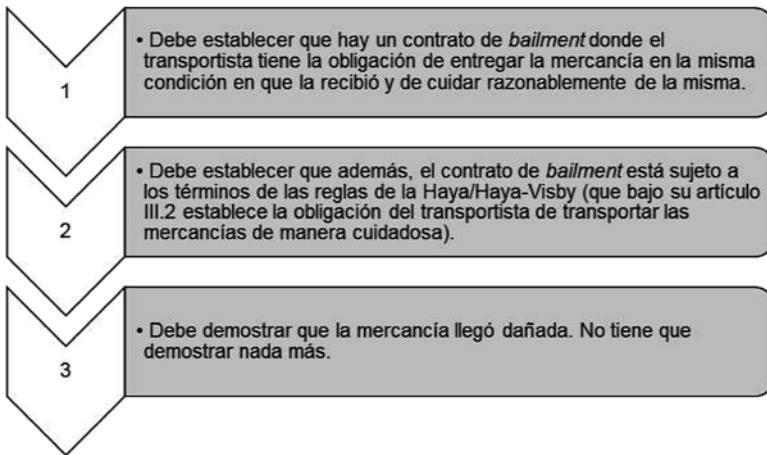 1
• Debe establecer que hay un contrato de bailment donde el
transportista tiene la obligación de entregar la mercancía en la misma
condición en que la recibió y de cuidar razonablemente de la misma.
2
• Debe establecer que además, el contrato de bailment está sujeto a
los términos de las reglas de la Haya/Haya-Visby (que bajo su artículo
III.2 establece la obligación del transportista de transportar las
mercancías de manera cuidadosa).
3
• Debe demostrar que la mercancía llegó dañada. No tiene que
demostrar nada más.